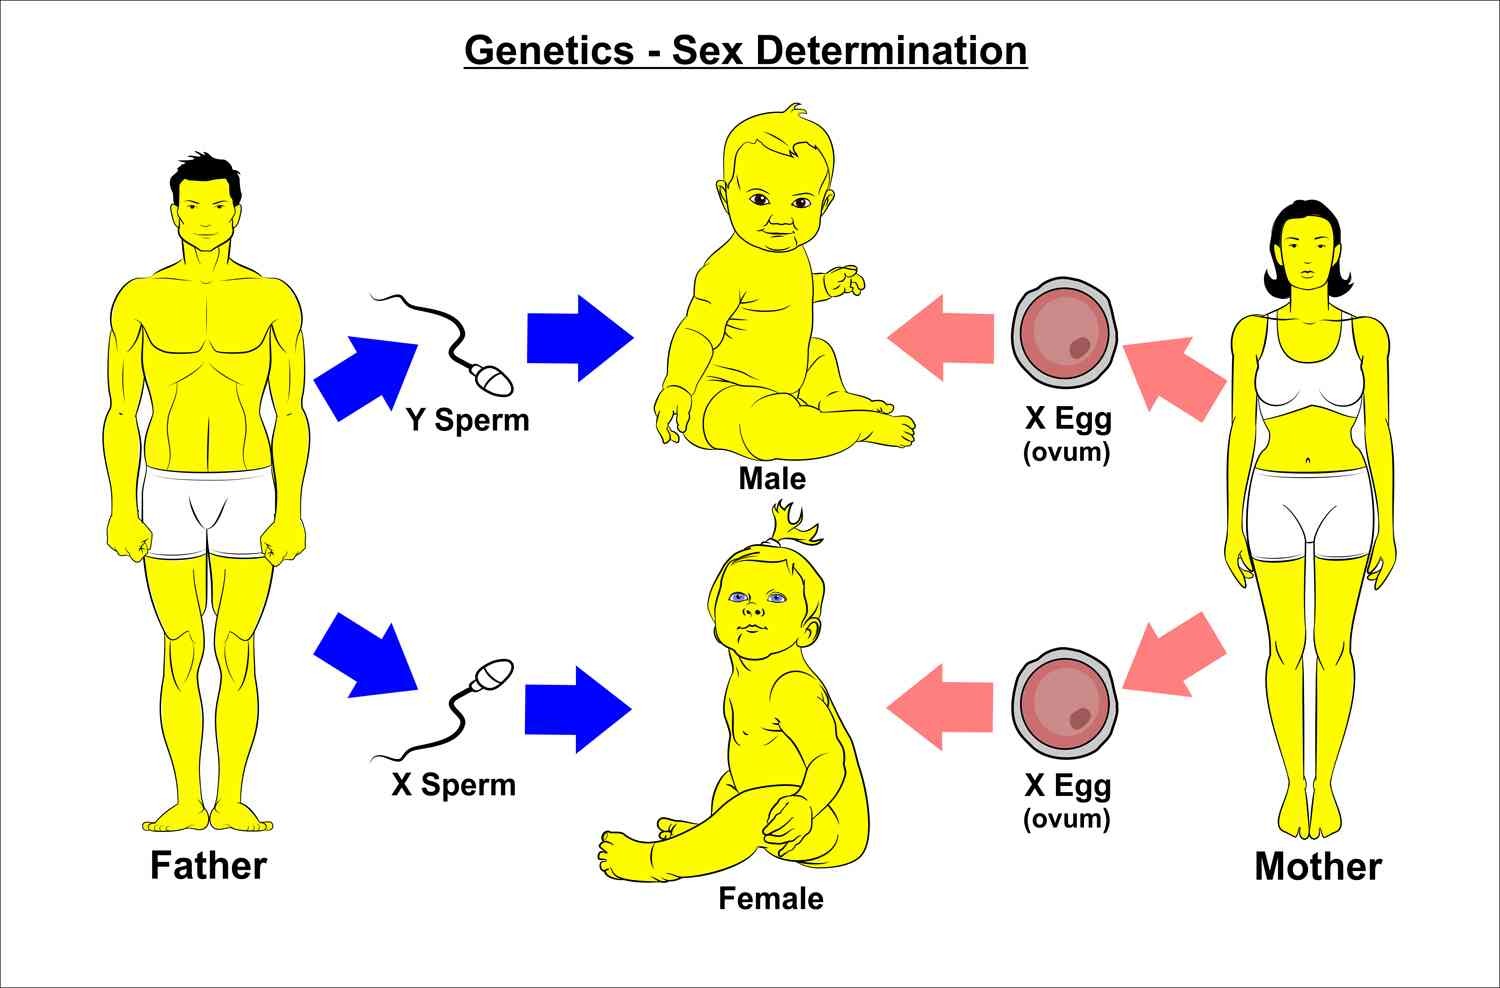 Genetics - Sex Determination
Y Sperm
X Egg
(ovum)
Male
X Sperm
X Egg
(ovum)
Father
Mother
Female